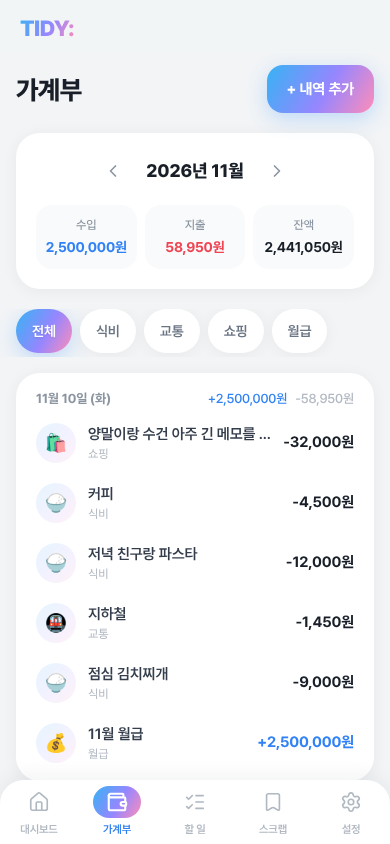 TIDY:
가계부
+ 내역 추가
2026년 11월
수입
지출
잔액
2,500,000원
58,950원
2,441,050원
전체
식비
교통
쇼핑
월급
11월 10일 (화)
+2,500,000원 -58,950원
양말이랑 수건 아주 긴 메모를 ...
-32,000원
쇼핑
커피
-4,500원
식비
저녁 친구랑 파스타
-12,000원
식비
지하철
-1,450원
교통
점심 김치찌개
-9,000원
식비
11월 월급
+2,500,000원
월급
대시보드
가계부
할 일
스크랩
설정